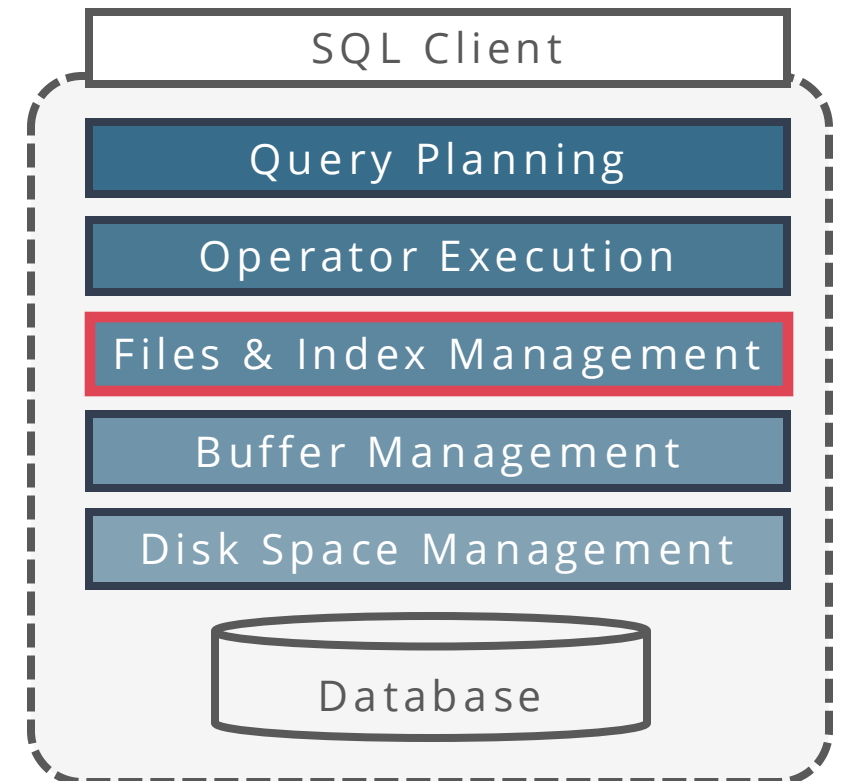 SQL Client
Query Planning
Operator Execution
Files & Index Management
Buffer Management
Disk Space Management
Database